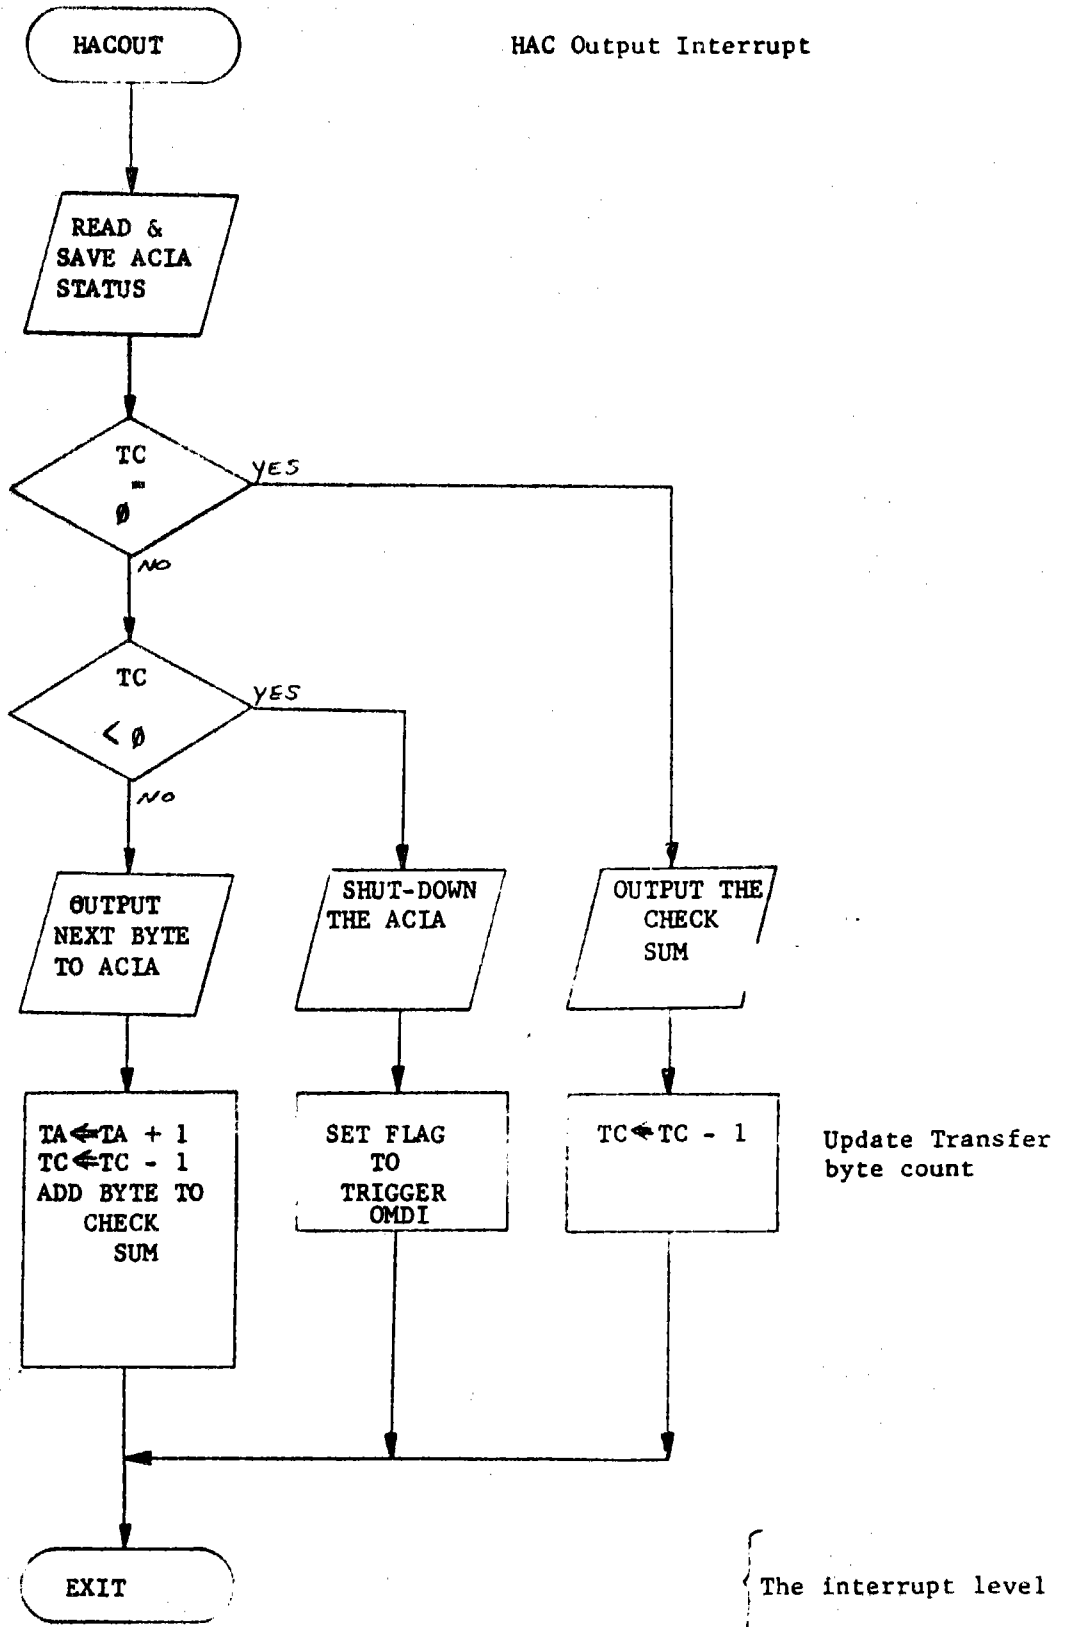 HACOUT
HAC Output Interrupt
READ &
SAVE ACIA
STATUS
TC
=
Ø
YES
NO
TC
< Ø
YES
NO
OUTPUT
NEXT BYTE
TO ACIA
SHUT-DOWN
THE ACIA
OUTPUT THE
CHECK
SUM
TA⇐TA + 1
TC⇐TC - 1
ADD BYTE TO
CHECK
SUM
SET FLAG
TO
TRIGGER
OMDI
TC⇐TC - 1
Update Transfer
byte count
EXIT
The interrupt level